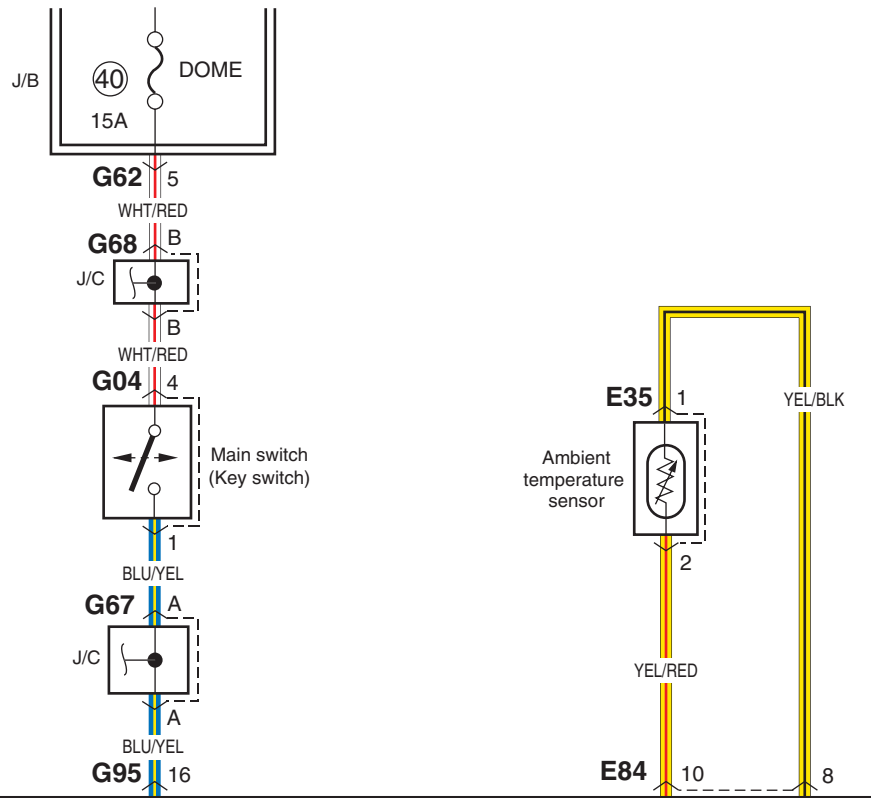 J/B
40
DOME
15A
G62 5
WHT/RED
G68 B
J/C
B
WHT/RED
G04 4
Main switch
(Key switch)
1
BLU/YEL
G67 A
J/C
A
BLU/YEL
G95 16
E35 1
YEL/BLK
Ambient
temperature
sensor
2
YEL/RED
E84 10
8